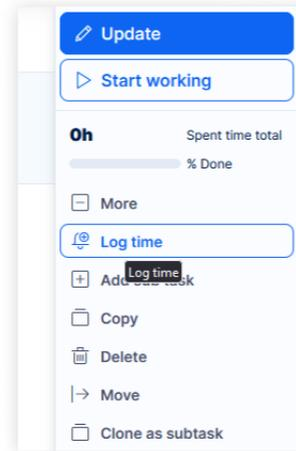 Update
Start working
0h Spent time total
% Done
More
Log time
Log time
Add sub task
Copy
Delete
Move
Clone as subtask